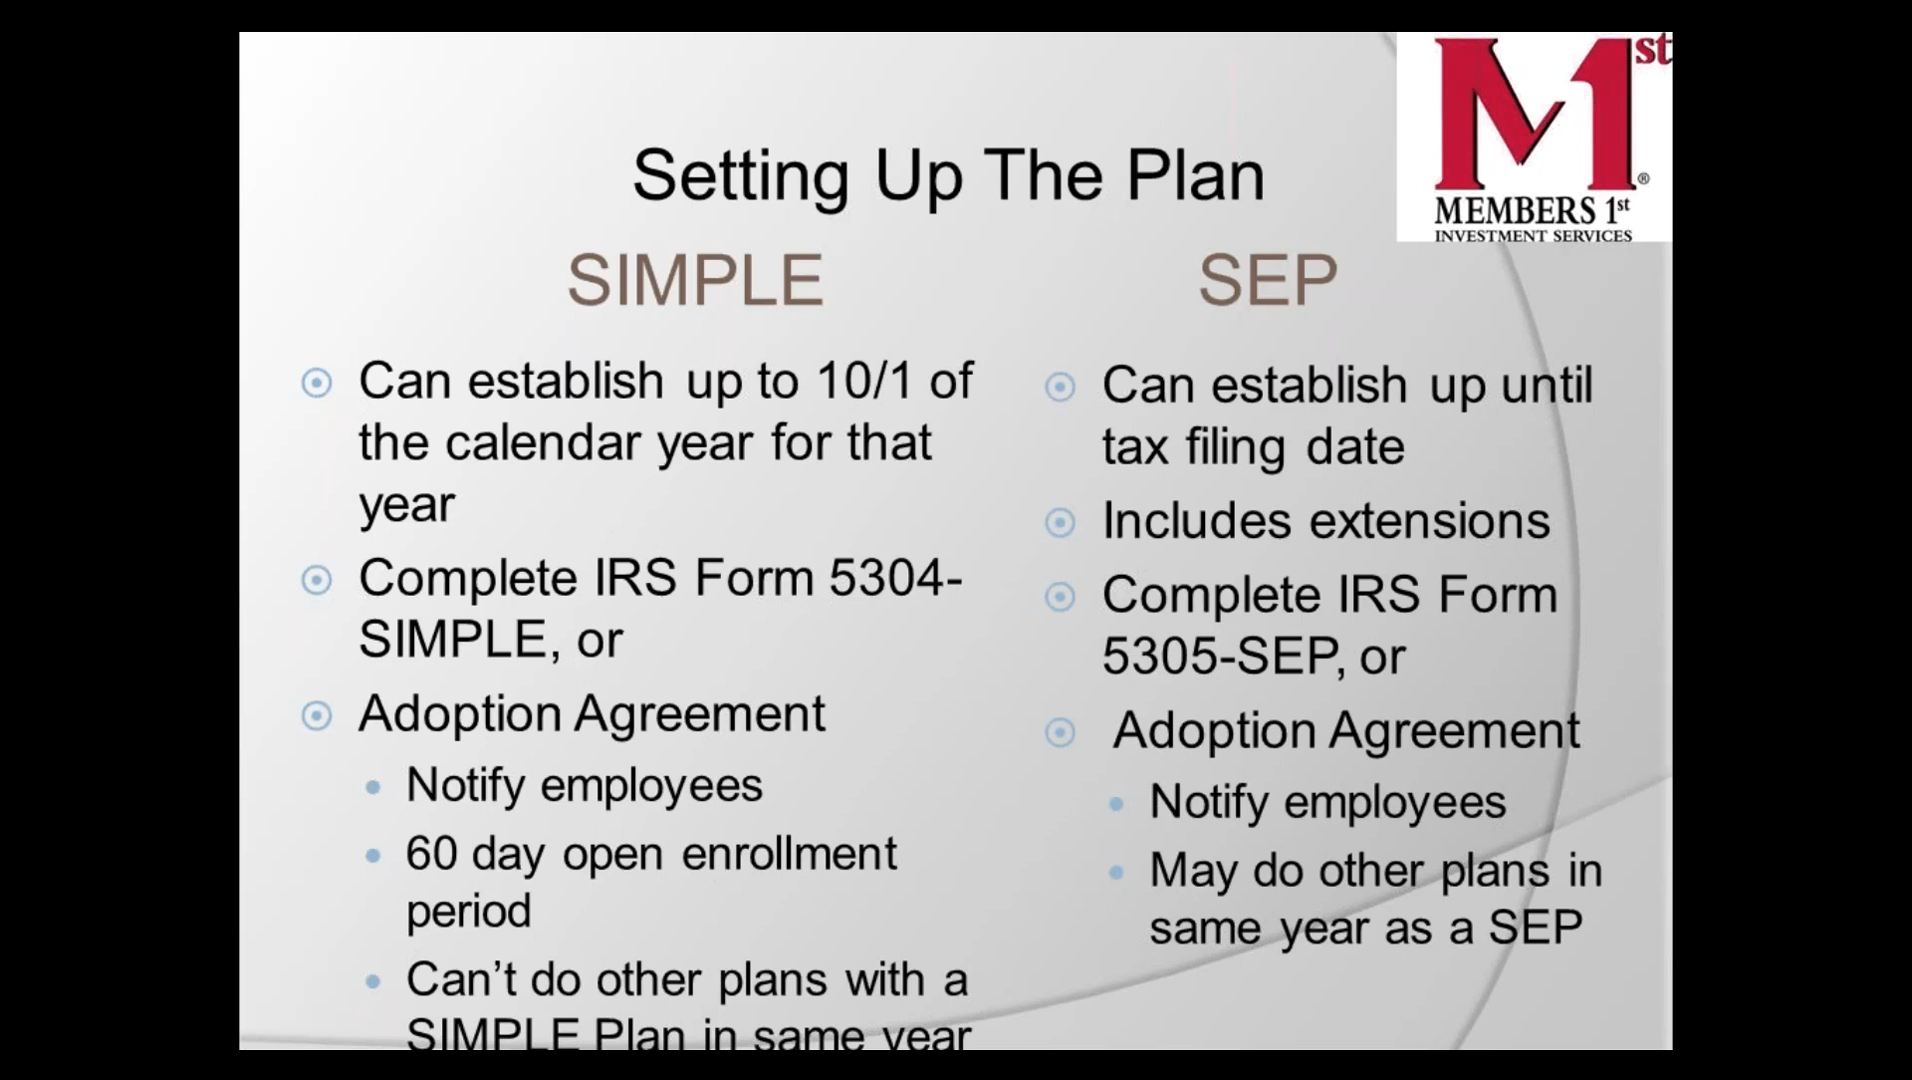 M1st®
MEMBERS 1st
INVESTMENT SERVICES
Setting Up The Plan
SIMPLE
Can establish up to 10/1 of
the calendar year for that
year
Complete IRS Form 5304-
SIMPLE, or
Adoption Agreement
Notify employees
60 day open enrollment
period
Can’t do other plans with a
SIMPLE Plan in same year
SEP
Can establish up until
tax filing date
Includes extensions
Complete IRS Form
5305-SEP, or
Adoption Agreement
Notify employees
May do other plans in
same year as a SEP